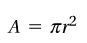 A = πr²